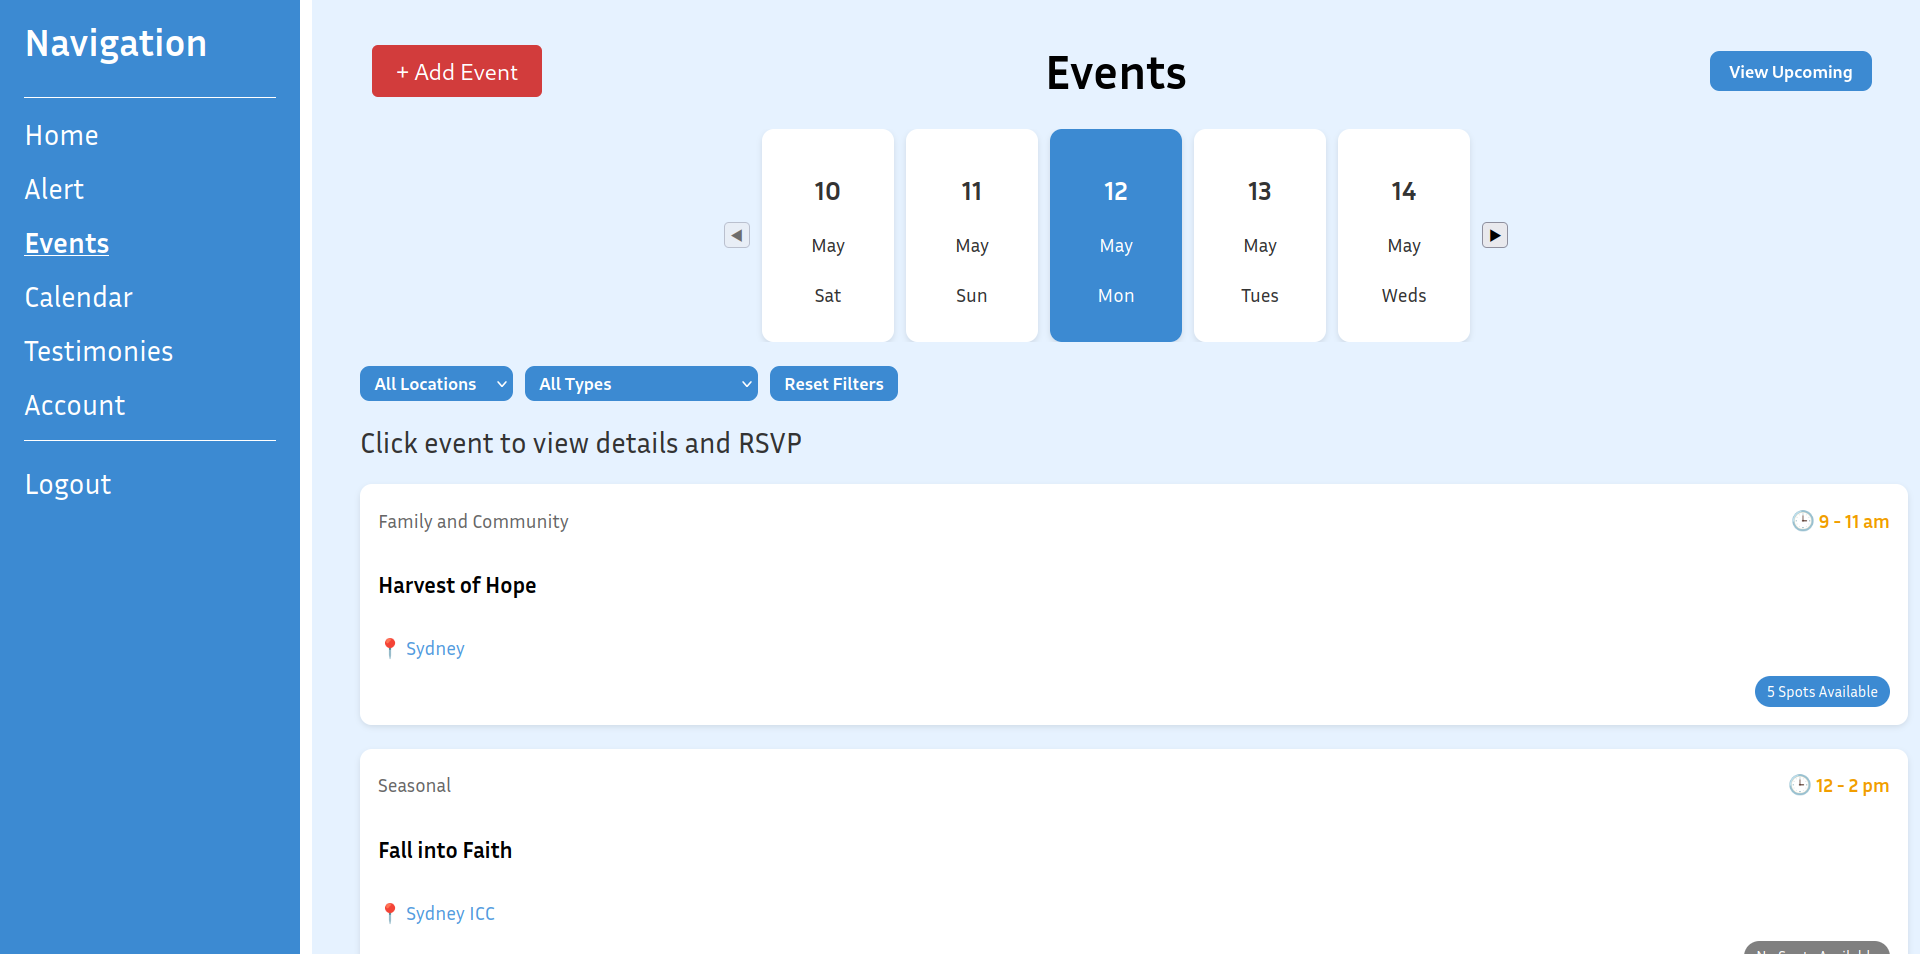 Navigation
Home
Alert
Events
Calendar
Testimonies
Account
Logout
+ Add Event
Events
View Upcoming
10
May
Sat
11
May
Sun
12
May
Mon
13
May
Tues
14
May
Weds
All Locations
All Types
Reset Filters
Click event to view details and RSVP
Family and Community
9 - 11 am
Harvest of Hope
Sydney
5 Spots Available
Seasonal
12 - 2 pm
Fall into Faith
Sydney ICC
No Spots Available